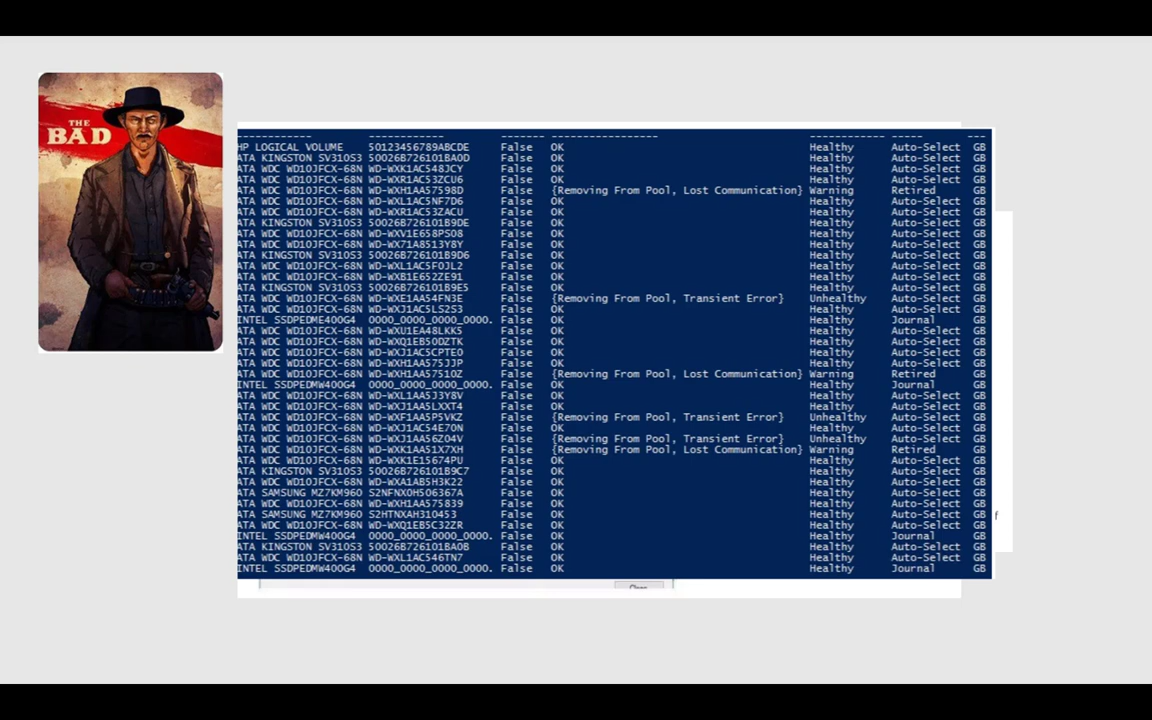 THE
BAD
------------ ------------ ------- ----------------- ------------ ----- ---
HP LOGICAL VOLUME 50123456789ABCDE False OK Healthy Auto-Select GB
ATA KINGSTON SV310S3 50026B726101BA0D False OK Healthy Auto-Select GB
ATA WDC WD10JFCX-68N WD-WXK1AC548JCY False OK Healthy Auto-Select GB
ATA WDC WD10JFCX-68N WD-WXR1AC53ZCU6 False OK Healthy Auto-Select GB
ATA WDC WD10JFCX-68N WD-WXH1AA57598D False {Removing From Pool, Lost Communication} Warning Retired GB
ATA WDC WD10JFCX-68N WD-WXL1AC5NF7D6 False OK Healthy Auto-Select GB
ATA WDC WD10JFCX-68N WD-WXR1AC53ZACU False OK Healthy Auto-Select GB
ATA KINGSTON SV310S3 50026B726101B9DE False OK Healthy Auto-Select GB
ATA WDC WD10JFCX-68N WD-WXV1E658PS08 False OK Healthy Auto-Select GB
ATA WDC WD10JFCX-68N WD-WX71A8513Y8Y False OK Healthy Auto-Select GB
ATA KINGSTON SV310S3 50026B726101B9D6 False OK Healthy Auto-Select GB
ATA WDC WD10JFCX-68N WD-WXL1AC5F0JL2 False OK Healthy Auto-Select GB
ATA WDC WD10JFCX-68N WD-WXB1E652ZE91 False OK Healthy Auto-Select GB
ATA KINGSTON SV310S3 50026B726101B9E5 False OK Healthy Auto-Select GB
ATA WDC WD10JFCX-68N WD-WXE1AA54FN3E False {Removing From Pool, Transient Error} Unhealthy Auto-Select GB
ATA WDC WD10JFCX-68N WD-WXJ1AC5LS2S3 False OK Healthy Auto-Select GB
INTEL SSDPEDME400G4 0000_0000_0000_0000. False OK Healthy Journal GB
ATA WDC WD10JFCX-68N WD-WXU1EA48LKK5 False OK Healthy Auto-Select GB
ATA WDC WD10JFCX-68N WD-WXQ1EB50DZTK False OK Healthy Auto-Select GB
ATA WDC WD10JFCX-68N WD-WXJ1AC5CPTE0 False OK Healthy Auto-Select GB
ATA WDC WD10JFCX-68N WD-WXH1AA575JJP False OK Healthy Auto-Select GB
ATA WDC WD10JFCX-68N WD-WXH1AA57510Z False {Removing From Pool, Lost Communication} Warning Retired GB
INTEL SSDPEDMW400G4 0000_0000_0000_0000. False OK Healthy Journal GB
ATA WDC WD10JFCX-68N WD-WXL1AA5J3Y8V False OK Healthy Auto-Select GB
ATA WDC WD10JFCX-68N WD-WXJ1AA5LXXT4 False OK Healthy Auto-Select GB
ATA WDC WD10JFCX-68N WD-WXF1AA5P5VKZ False {Removing From Pool, Transient Error} Unhealthy Auto-Select GB
ATA WDC WD10JFCX-68N WD-WXJ1AC54E70N False OK Healthy Auto-Select GB
ATA WDC WD10JFCX-68N WD-WXJ1AA56Z04V False {Removing From Pool, Transient Error} Unhealthy Auto-Select GB
ATA WDC WD10JFCX-68N WD-WXK1AA51X7XH False {Removing From Pool, Lost Communication} Warning Retired GB
ATA WDC WD10JFCX-68N WD-WXK1E15674PU False OK Healthy Auto-Select GB
ATA KINGSTON SV310S3 50026B726101B9C7 False OK Healthy Auto-Select GB
ATA WDC WD10JFCX-68N WD-WXA1AB5H3K22 False OK Healthy Auto-Select GB
ATA SAMSUNG MZ7KM960 S2NFNX0H506367A False OK Healthy Auto-Select GB
ATA WDC WD10JFCX-68N WD-WXH1AA575839 False OK Healthy Auto-Select GB
ATA SAMSUNG MZ7KM960 S2HTNXAH310453 False OK Healthy Auto-Select GB
ATA WDC WD10JFCX-68N WD-WXQ1EB5C32ZR False OK Healthy Auto-Select GB
INTEL SSDPEDMW400G4 0000_0000_0000_0000. False OK Healthy Journal GB
ATA KINGSTON SV310S3 50026B726101BA0B False OK Healthy Auto-Select GB
ATA WDC WD10JFCX-68N WD-WXL1AC546TN7 False OK Healthy Auto-Select GB
INTEL SSDPEDMW400G4 0000_0000_0000_0000. False OK Healthy Journal GB
f